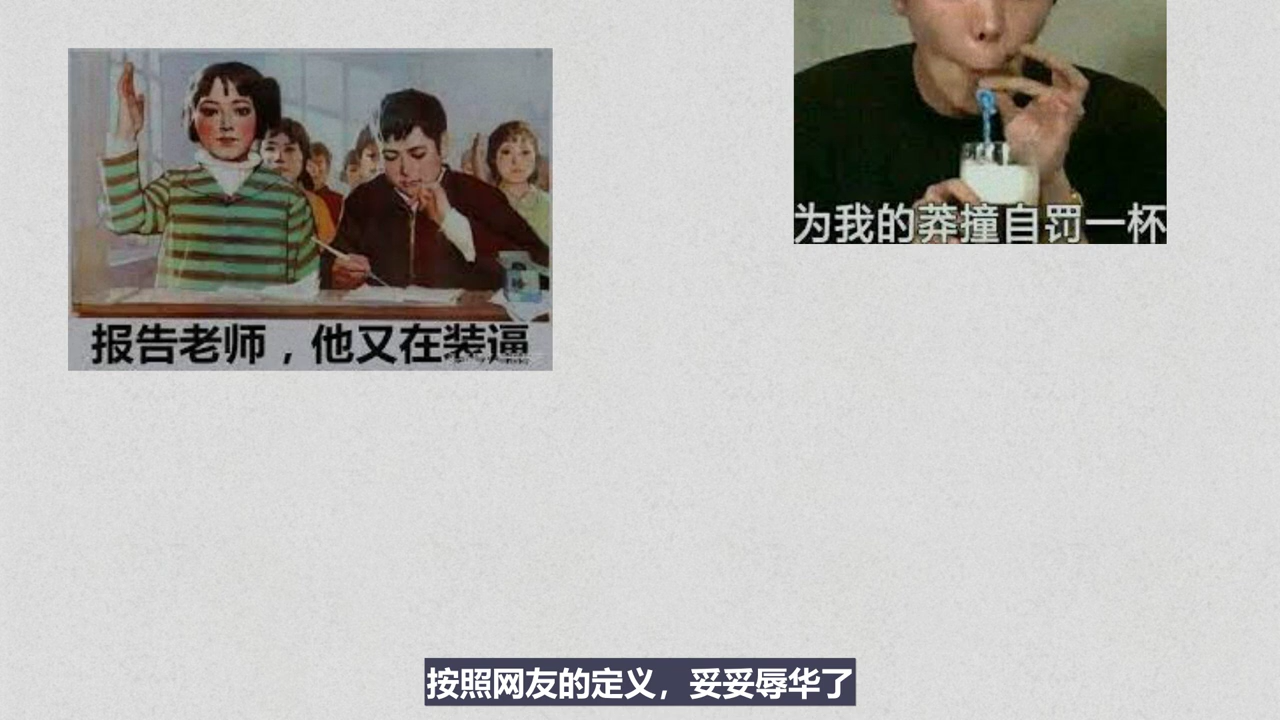 为我的莽撞自罚一杯
报告老师，他又在装逼
按照网友的定义，妥妥辱华了